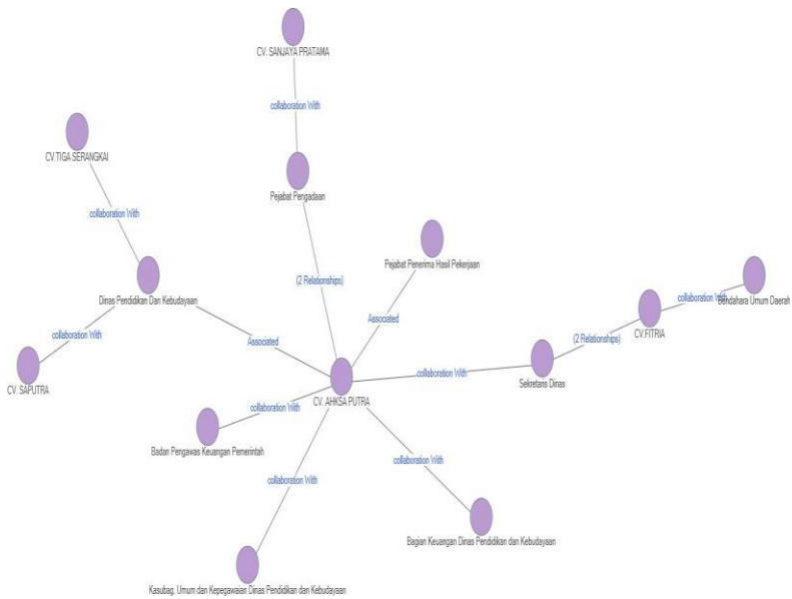 CV. SANJAYA PRATAMA
collaboration With
CV TIGA SERANGKAI
Pejabat Pengadaan
collaboration With
Pejabat Penerima Hasil Pekerjaan
(2 Relationships)
Dinas Pendidikan Dan Kebudayaan
collaboration With
Bendahara Umum Daerah
Associated
collaboration With
Associated
CV.FITRIA
(2 Relationships)
collaboration With
Sekretaris Dinas
CV. SAPUTRA
CV. AHKSA PUTRA
collaboration With
Badan Pengawas Keuangan Pemerintah
collaboration With
collaboration With
Bagian Keuangan Dinas Pendidikan dan Kebudayaan
Kasubag. Umum dan Kepegawaan Dinas Pendidikan dan Kebudayaan